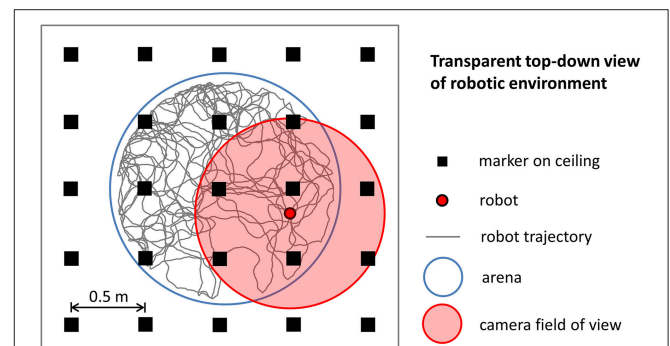 Transparent top-down view
of robotic environment
marker on ceiling
robot
robot trajectory
arena
camera field of view
0.5 m